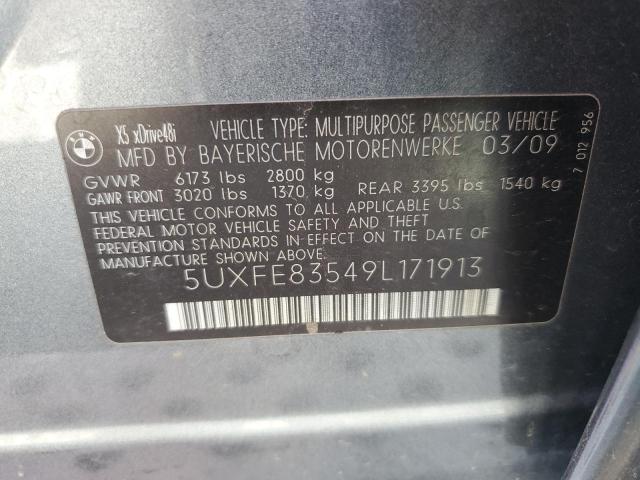 BMW
X5 xDrive48i VEHICLE TYPE: MULTIPURPOSE PASSENGER VEHICLE
MFD BY BAYERISCHE MOTORENWERKE 03/09
GVWR 6173 lbs 2800 kg
GAWR FRONT 3020 lbs 1370 kg REAR 3395 lbs 1540 kg
THIS VEHICLE CONFORMS TO ALL APPLICABLE
FEDERAL MOTOR VEHICLE SAFETY AND THEFT
PREVENTION STANDARDS IN EFFECT ON THE DATE OF
MANUFACTURE SHOWN ABOVE.
5UXFE83549L171913
7 012 956